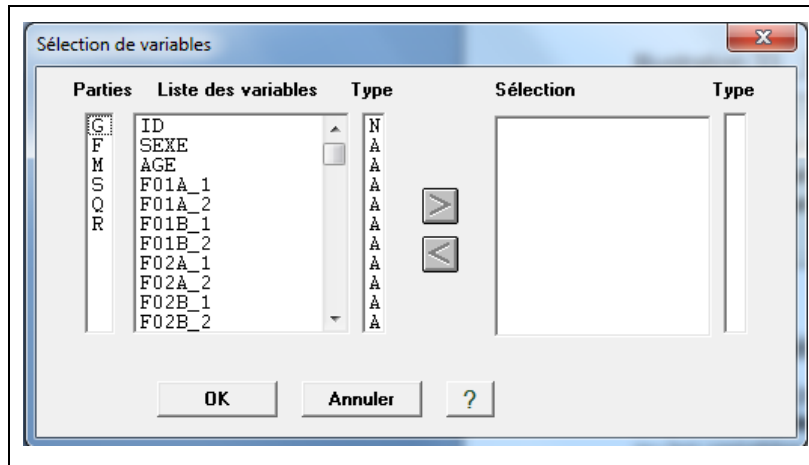 Sélection de variables
Parties Liste des variables Type Sélection Type
G ID N
F SEXE A
M AGE A
S F01A_1 A
Q F01A_2 A
R F01B_1 A
F01B_2 A
F02A_1 A
F02A_2 A
F02B_1 A
F02B_2 A
> 
<
OK Annuler ?